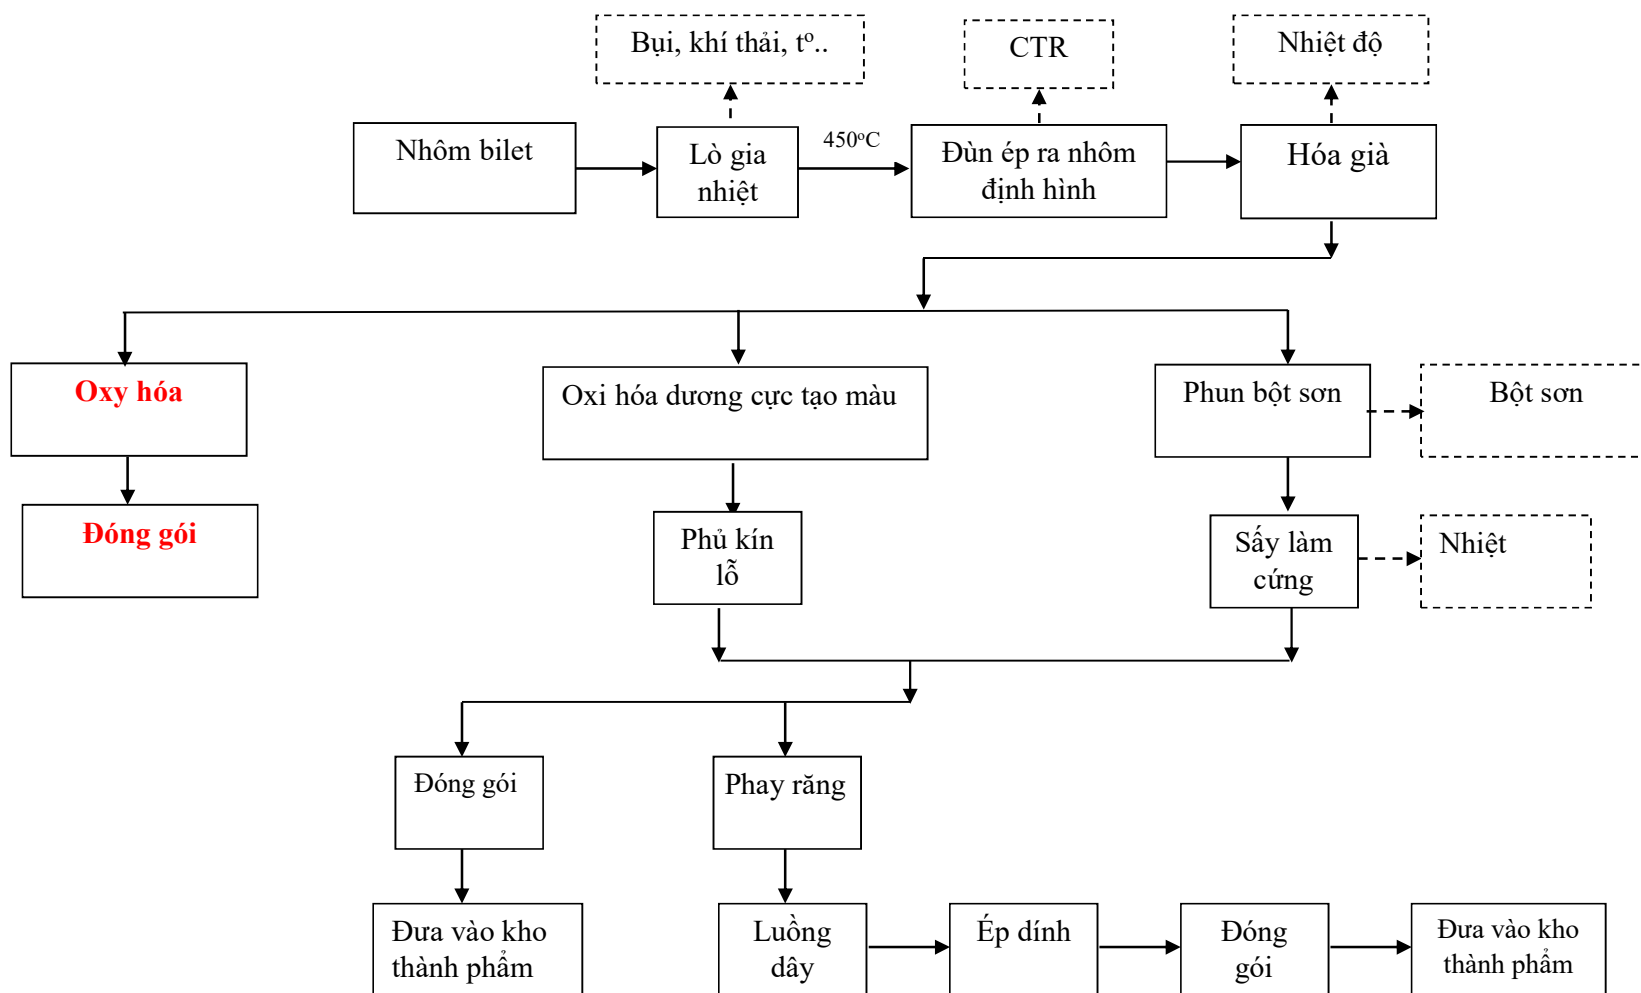 Bụi, khí thải, tº..
CTR
Nhiệt độ
Nhôm bilet
Lò gia
nhiệt
450ºC
Đùn ép ra nhôm
định hình
Hóa già
Oxy hóa
Oxi hóa dương cực tạo màu
Phun bột sơn
Bột sơn
Đóng gói
Phủ kín
lỗ
Sấy làm
cứng
Nhiệt
Đóng gói
Phay răng
Đưa vào kho
thành phẩm
Luồng
dây
Ép dính
Đóng
gói
Đưa vào kho
thành phẩm